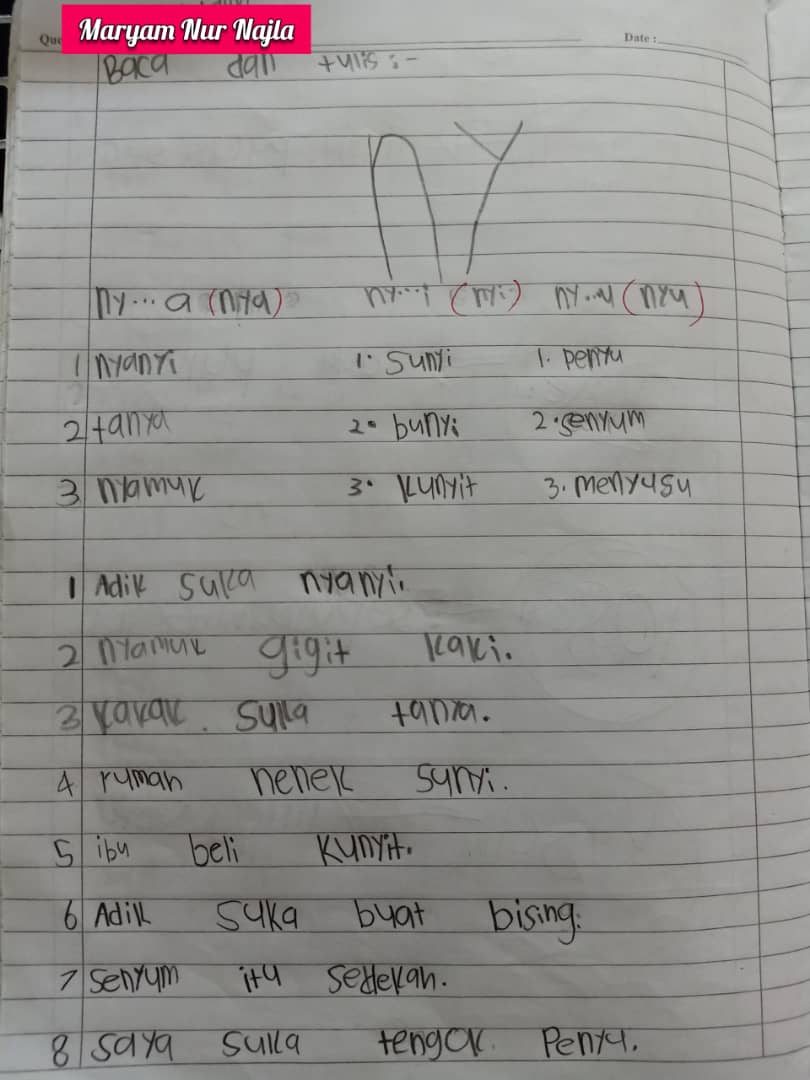 Maryam Nur Najla
Que Date :
Baca dan tulis :-
ny
ny...a (nya) ny...i (nyi) ny...u (nyu)
1 nyanyi 1. sunyi 1. penyu
2 tanya 2. bunyi 2. senyum
3 nyamuk 3. kunyit 3. menyusu
1 Adik suka nyanyi.
2 nyamuk gigit kaki.
3 kakak suka tanya.
4 rumah nenek sunyi.
5 ibu beli kunyit.
6 Adik suka buat bising.
7 senyum itu sedekah.
8 saya suka tengok penyu.